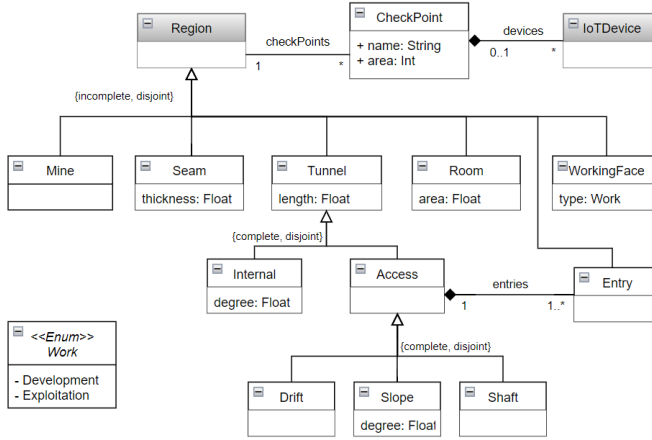 Region
checkPoints
1
*
CheckPoint
+ name: String
+ area: Int
devices
0..1
*
IoTDevice
{incomplete, disjoint}
Mine
Seam
thickness: Float
Tunnel
length: Float
Room
area: Float
WorkingFace
type: Work
{complete, disjoint}
Internal
degree: Float
Access
entries
1
1..*
Entry
<<Enum>>
Work
- Development
- Exploitation
{complete, disjoint}
Drift
Slope
degree: Float
Shaft